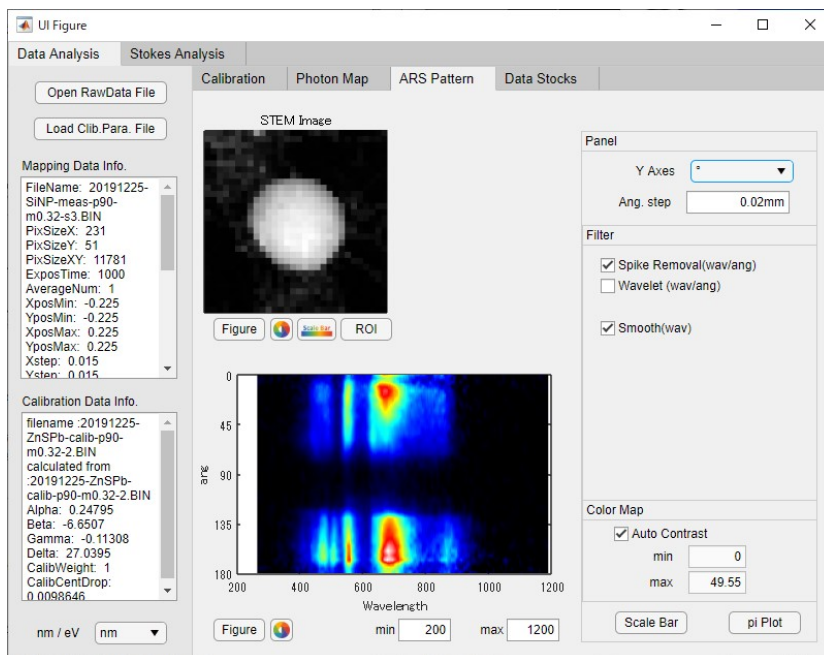 UI Figure
Data Analysis
Stokes Analysis
Open RawData File
Load Clib.Para. File
Mapping Data Info.
FileName: 20191225-
SiNP-meas-p90-
m0.32-s3.BIN
PixSizeX: 231
PixSizeY: 51
PixSizeXY: 11781
ExposTime: 1000
AverageNum: 1
XposMin: -0.225
YposMin: -0.225
XposMax: 0.225
YposMax: 0.225
Xstep: 0.015
Ystep: 0.015
Calibration Data Info.
filename :20191225-
ZnSPb-calib-p90-
m0.32-2.BIN
calculated from
:20191225-ZnSPb-
calib-p90-m0.32-2.BIN
Alpha: 0.24795
Beta: -6.6507
Gamma: -0.11308
Delta: 27.0395
CalibWeight: 1
CalibCentDrop:
0.0098646
nm / eV
nm
Calibration
Photon Map
ARS Pattern
Data Stocks
STEM Image
Figure
Scale Bar
ROI
0
45
90
135
180
ang
200
400
600
800
1000
1200
Wavelength
Figure
min
200
max
1200
Panel
Y Axes
°
Ang. step
0.02mm
Filter
Spike Removal(wav/ang)
Wavelet (wav/ang)
Smooth(wav)
Color Map
Auto Contrast
min
0
max
49.55
Scale Bar
pi Plot